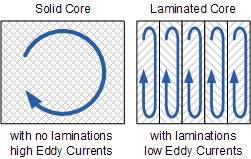 Solid Core
Laminated Core
with no laminations
high Eddy Currents
with laminations
low Eddy Currents